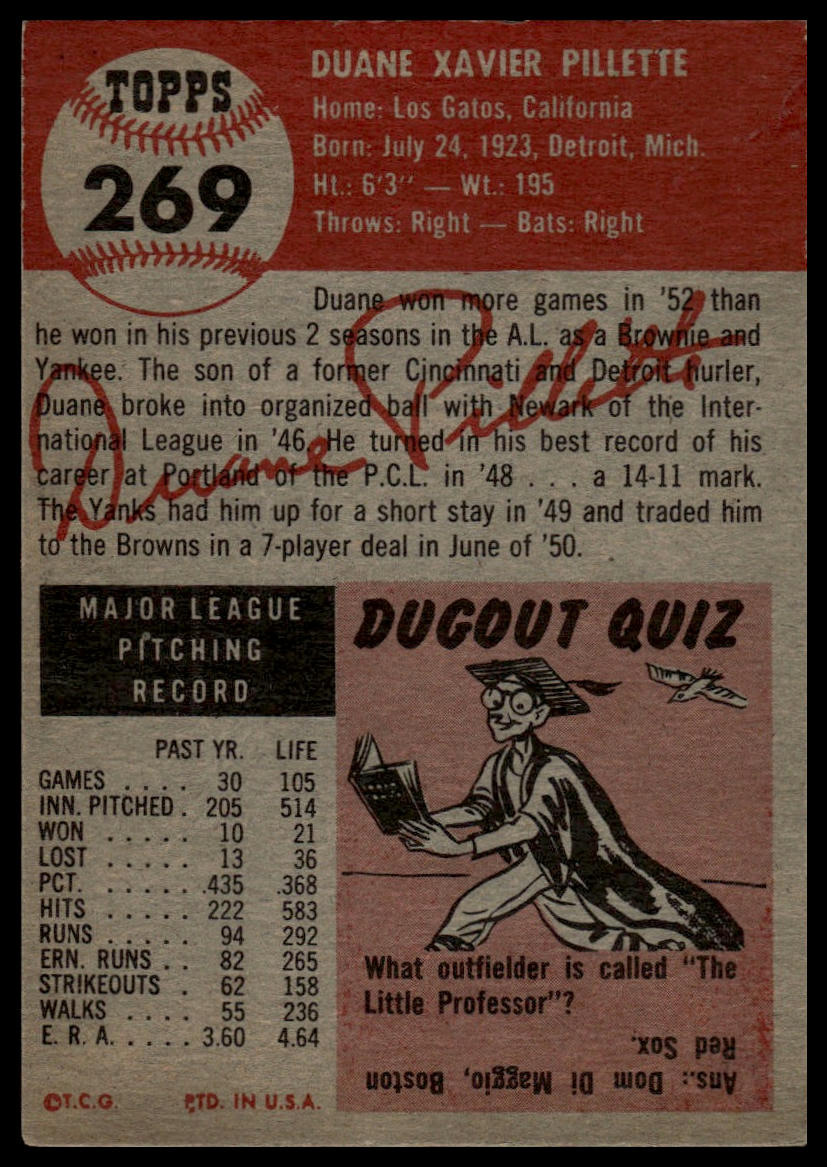 TOPPS
269
DUANE XAVIER PILLETTE
Home: Los Gatos, California
Born: July 24, 1923, Detroit, Mich.
Ht.: 6'3" — Wt.: 195
Throws: Right — Bats: Right
Duane won more games in '52 than
he won in his previous 2 seasons in the A.L. as a Brownie and
Yankee. The son of a former Cincinnati and Detroit hurler,
Duane broke into organized ball with Newark of the Inter-
national League in '46. He turned in his best record of his
career at Portland of the P.C.L. in '48 . . . a 14-11 mark.
The Yanks had him up for a short stay in '49 and traded him
to the Browns in a 7-player deal in June of '50.
Duane Pillette
MAJOR LEAGUE
PITCHING
RECORD
PAST YR. LIFE
GAMES . . . . 30 105
INN. PITCHED . 205 514
WON . . . . . 10 21
LOST . . . . . 13 36
PCT. . . . . . .435 .368
HITS . . . . . 222 583
RUNS . . . . . 94 292
ERN. RUNS . . 82 265
STRIKEOUTS . 62 158
WALKS . . . . 55 236
E. R. A. . . . . 3.60 4.64
©T.C.G. PTD. IN U.S.A.
DUGOUT QUIZ
What outfielder is called "The
Little Professor"?
Ans.: Dom Di Maggio, Boston
Red Sox.